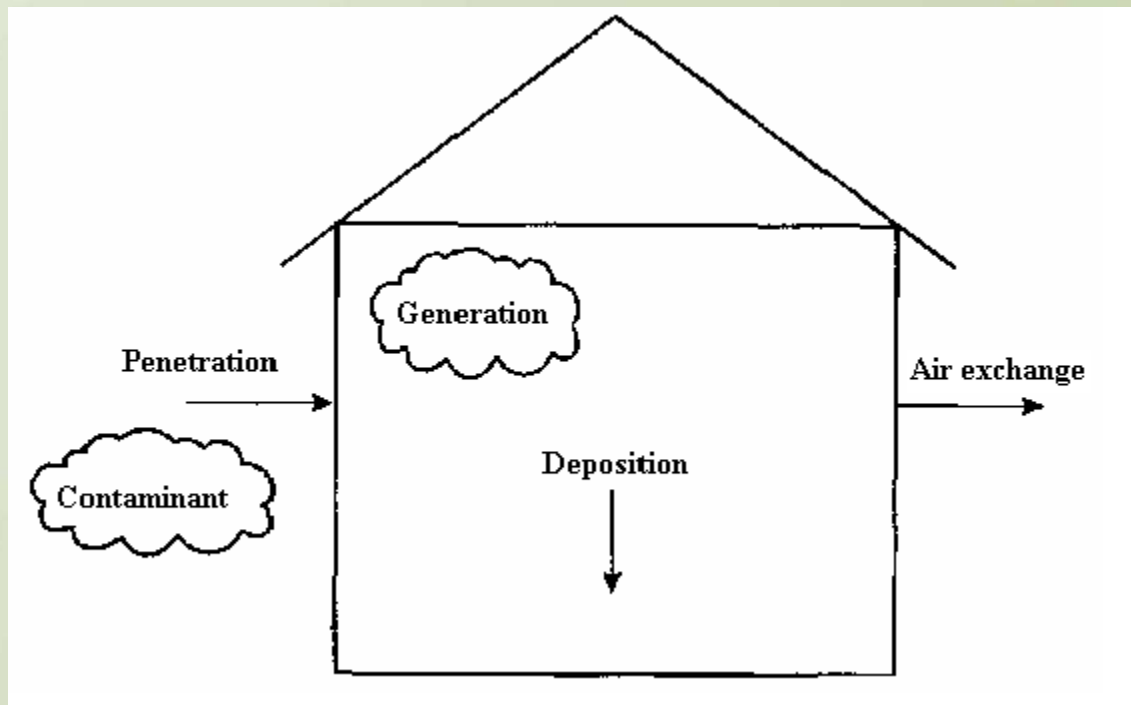 Generation
Penetration
Air exchange
Deposition
Contaminant